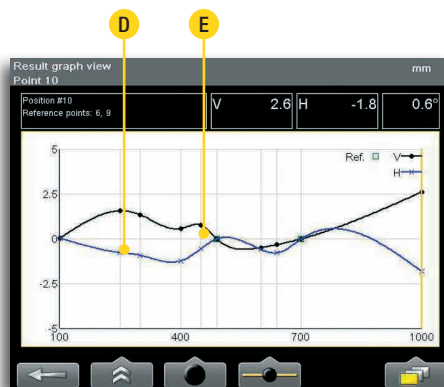 D E
Result graph view mm
Point 10
Position #10
Reference points: 6, 9
V 2.6 H -1.8 0.6°
5 Ref. V
H
2.5
0
-2.5
-5
100 400 700 1000